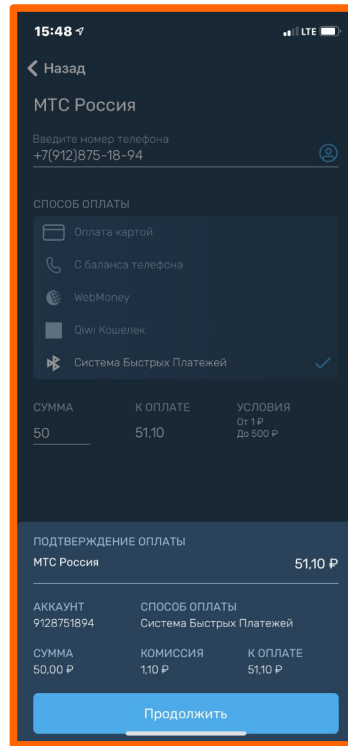 15:48
LTE
Назад
МТС Россия
Введите номер телефона
+7(912)875-18-94
СПОСОБ ОПЛАТЫ
Оплата картой
С баланса телефона
WebMoney
Qiwi Кошелек
Система Быстрых Платежей
СУММА К ОПЛАТЕ УСЛОВИЯ
50 51,10 От 1 ₽
До 500 ₽
ПОДТВЕРЖДЕНИЕ ОПЛАТЫ
МТС Россия 51,10 ₽
АККАУНТ СПОСОБ ОПЛАТЫ
9128751894 Система Быстрых Платежей
СУММА КОМИССИЯ К ОПЛАТЕ
50,00 ₽ 1,10 ₽ 51,10 ₽
Продолжить